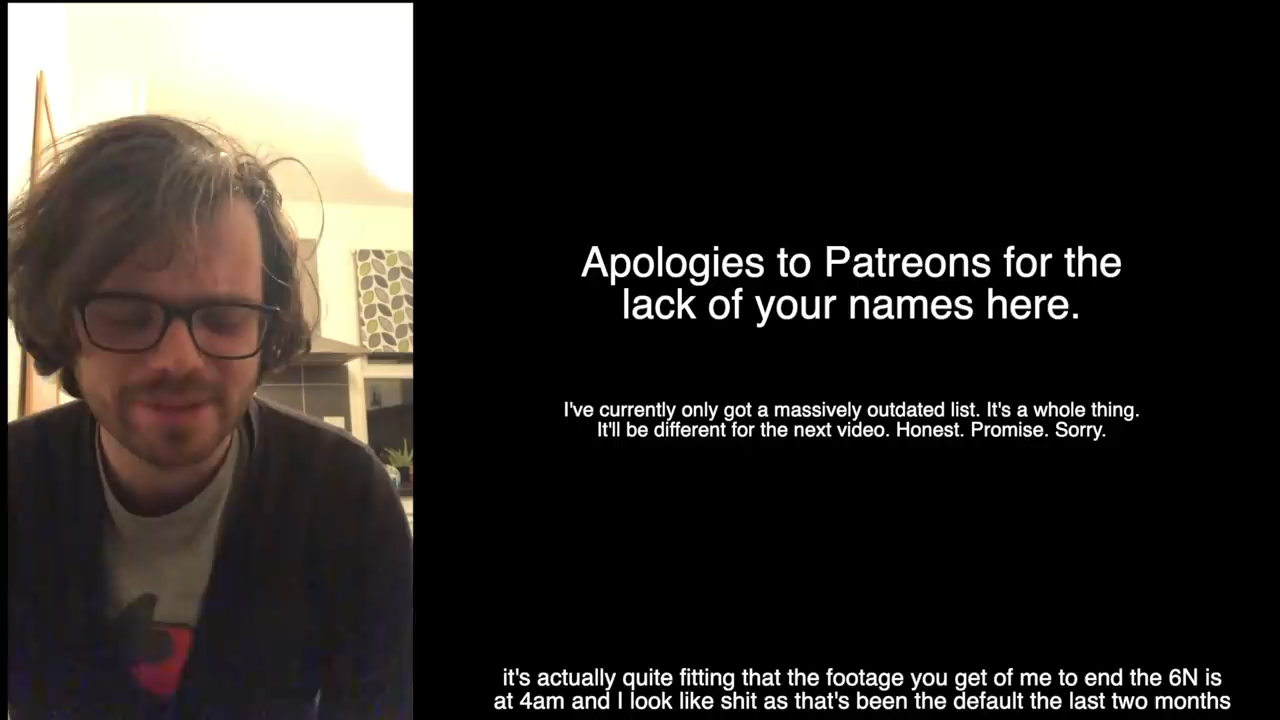 Apologies to Patreons for the
lack of your names here.
I've currently only got a massively outdated list. It's a whole thing.
It'll be different for the next video. Honest. Promise. Sorry.
it's actually quite fitting that the footage you get of me to end the 6N is
at 4am and I look like shit as that's been the default the last two months